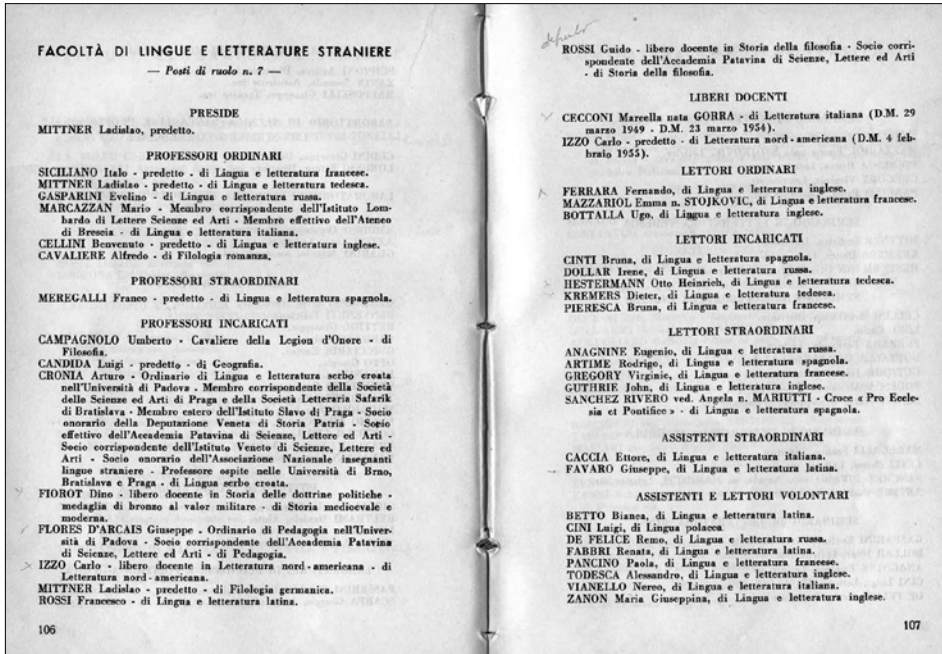 FACOLTÀ DI LINGUE E LETTERATURE STRANIERE
— Posti di ruolo n. 7 —
PRESIDE
MITTNER Ladislao, predetto.
PROFESSORI ORDINARI
SICILIANO Italo - predetto - di Lingua e letteratura francese.
MITTNER Ladislao - predetto - di Lingua e letteratura tedesca.
GASPARINI Evelino - di Lingua e letteratura russa.
MARCAZZAN Mario - Membro corrispondente dell'Istituto Lom-
bardo di Lettere Scienze ed Arti - Membro effettivo dell'Ateneo
di Brescia - di Lingua e letteratura italiana.
CELLINI Benvenuto - predetto - di Lingua e letteratura inglese.
CAVALIERE Alfredo - di Filologia romanza.
PROFESSORI STRAORDINARI
MEREGALLI Franco - predetto - di Lingua e letteratura spagnola.
PROFESSORI INCARICATI
CAMPAGNOLO Umberto - Cavaliere della Legion d'Onore - di
Filosofia.
CANDIDA Luigi - predetto - di Geografia.
CRONIA Arturo - Ordinario di Lingua e letteratura serbo croata
nell'Università di Padova - Membro corrispondente della Società
delle Scienze ed Arti di Praga e della Società Letteraria Safarik
di Bratislava - Membro estero dell'Istituto Slavo di Praga - Socio
onorario della Deputazione Veneta di Storia Patria - Socio
effettivo dell'Accademia Patavina di Scienze, Lettere ed Arti -
Socio corrispondente dell'Istituto Veneto di Scienze, Lettere ed
Arti - Socio onorario dell'Associazione Nazionale insegnanti
lingue straniere - Professore ospite nelle Università di Brno,
Bratislava e Praga - di Lingua serbo croata.
FIOROT Dino - libero docente in Storia delle dottrine politiche -
medaglia di bronzo al valor militare - di Storia medioevale e
moderna.
FLORES D'ARCAIS Giuseppe - Ordinario di Pedagogia nell'Univer-
sità di Padova - Socio corrispondente dell'Accademia Patavina
di Scienze, Lettere ed Arti - di Pedagogia.
IZZO Carlo - libero docente in Letteratura nord-americana - di
Letteratura nord-americana.
MITTNER Ladislao - predetto - di Filologia germanica.
ROSSI Francesco - di Lingua e letteratura latina.
106
ROSSI Guido - libero docente in Storia della filosofia - Socio corri-
spondente dell'Accademia Patavina di Scienze, Lettere ed Arti
- di Storia della filosofia.
LIBERI DOCENTI
CECCONI Marcella nata GORRA - di Letteratura italiana (D.M. 29
marzo 1949 - D.M. 23 marzo 1954).
IZZO Carlo - predetto - di Letteratura nord-americana (D.M. 4 feb-
braio 1955).
LETTORI ORDINARI
FERRARA Fernando, di Lingua e letteratura inglese.
MAZZARIOL Emma n. STOJKOVIC, di Lingua e letteratura francese.
BOTTALLA Ugo, di Lingua e letteratura inglese.
LETTORI INCARICATI
CINTI Bruna, di Lingua e letteratura spagnola.
DOLLAR Irene, di Lingua e letteratura russa.
HESTERMANN Otto Heinrich, di Lingua e letteratura tedesca.
KREMERS Dieter, di Lingua e letteratura tedesca.
PIERESCA Bruna, di Lingua e letteratura francese.
LETTORI STRAORDINARI
ANAGNINE Eugenio, di Lingua e letteratura russa.
ARTIME Rodrigo, di Lingua e letteratura spagnola.
GREGORY Virginie, di Lingua e letteratura francese.
GUTHRIE John, di Lingua e letteratura inglese.
SANCHEZ RIVERO ved. Angela n. MARIUTTI - Croce « Pro Eccle-
sia et Pontifice » - di Lingua e letteratura spagnola.
ASSISTENTI STRAORDINARI
CACCIA Ettore, di Lingua e letteratura italiana.
FAVARO Giuseppe, di Lingua e letteratura latina.
ASSISTENTI E LETTORI VOLONTARI
BETTO Bianca, di Lingua e letteratura latina.
CINI Luigi, di Lingua polacca
DE FELICE Remo, di Lingua e letteratura russa.
FABBRI Renata, di Lingua e letteratura latina.
PANCINO Paola, di Lingua e letteratura francese.
TODESCA Alessandro, di Lingua e letteratura inglese.
VIANELLO Nereo, di Lingua e letteratura italiana.
ZANON Maria Giuseppina, di Lingua e letteratura inglese.
107